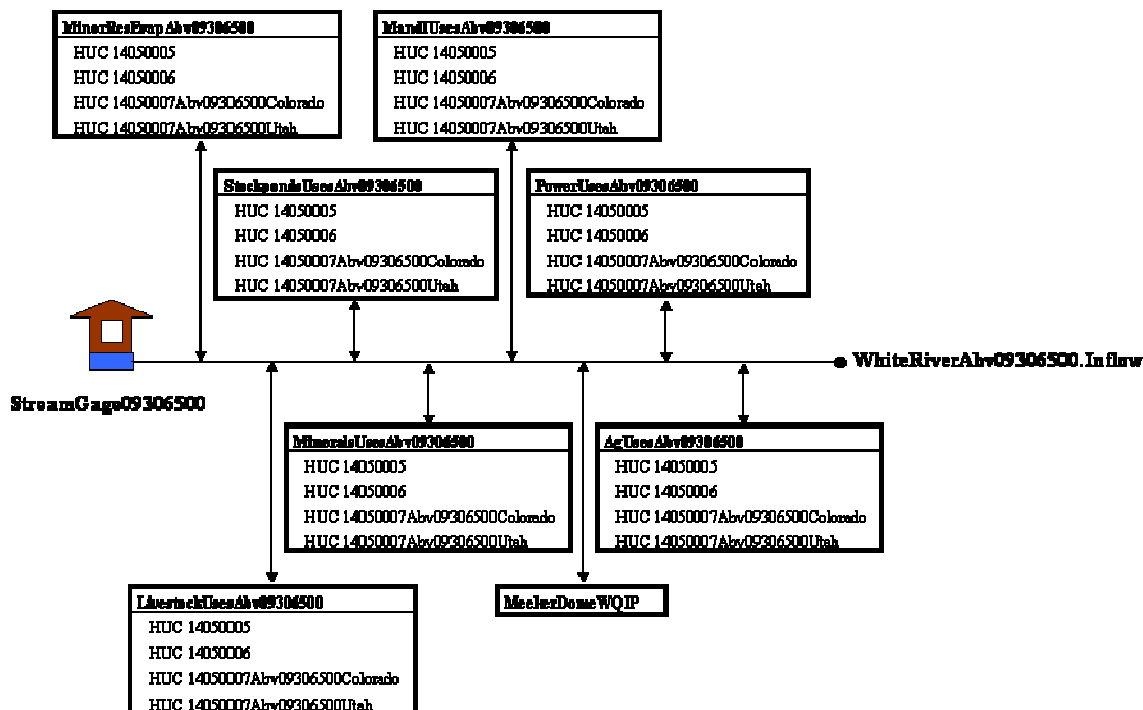 MinorResEvapAbv09306500
HUC 14050005
HUC 14050006
HUC 14050007Abv09306500Colorado
HUC 14050007Abv09306500Utah
MandIUsesAbv09306500
HUC 14050005
HUC 14050006
HUC 14050007Abv09306500Colorado
HUC 14050007Abv09306500Utah
StockpondsUsesAbv09306500
HUC 14050005
HUC 14050006
HUC 14050007Abv09306500Colorado
HUC 14050007Abv09306500Utah
PowerUsesAbv09306500
HUC 14050005
HUC 14050006
HUC 14050007Abv09306500Colorado
HUC 14050007Abv09306500Utah
WhiteRiverAbv09306500.Inflow
StreamGage09306500
MineralsUsesAbv09306500
HUC 14050005
HUC 14050006
HUC 14050007Abv09306500Colorado
HUC 14050007Abv09306500Utah
AgUsesAbv09306500
HUC 14050005
HUC 14050006
HUC 14050007Abv09306500Colorado
HUC 14050007Abv09306500Utah
LivestockUsesAbv09306500
HUC 14050005
HUC 14050006
HUC 14050007Abv09306500Colorado
HUC 14050007Abv09306500Utah
MeekerDomeWQIP